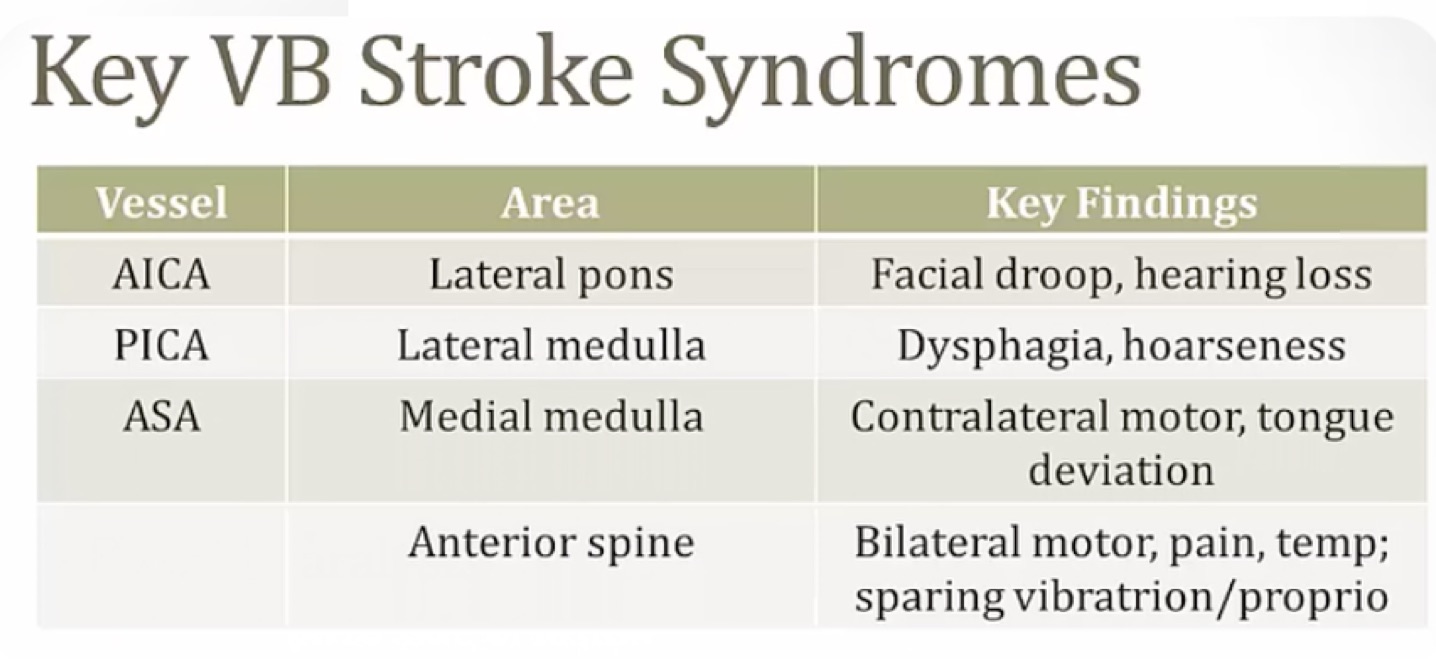 Key VB Stroke Syndromes
Vessel Area Key Findings
AICA Lateral pons Facial droop, hearing loss
PICA Lateral medulla Dysphagia, hoarseness
ASA Medial medulla Contralateral motor, tongue
deviation
Anterior spine Bilateral motor, pain, temp;
sparing vibratrion/proprio